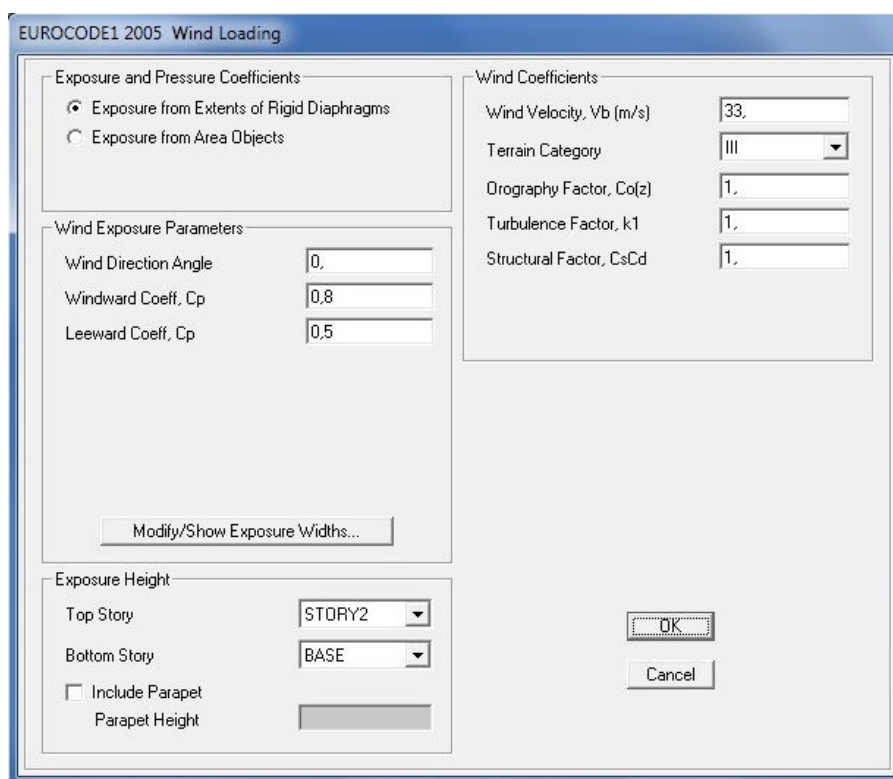 EUROCODE1 2005 Wind Loading
Exposure and Pressure Coefficients
Exposure from Extents of Rigid Diaphragms
Exposure from Area Objects
Wind Exposure Parameters
Wind Direction Angle 0,
Windward Coeff, Cp 0,8
Leeward Coeff, Cp 0,5
Modify/Show Exposure Widths...
Exposure Height
Top Story STORY2
Bottom Story BASE
Include Parapet
Parapet Height
Wind Coefficients
Wind Velocity, Vb (m/s) 33,
Terrain Category III
Orography Factor, Co(z) 1,
Turbulence Factor, k1 1,
Structural Factor, CsCd 1,
OK
Cancel